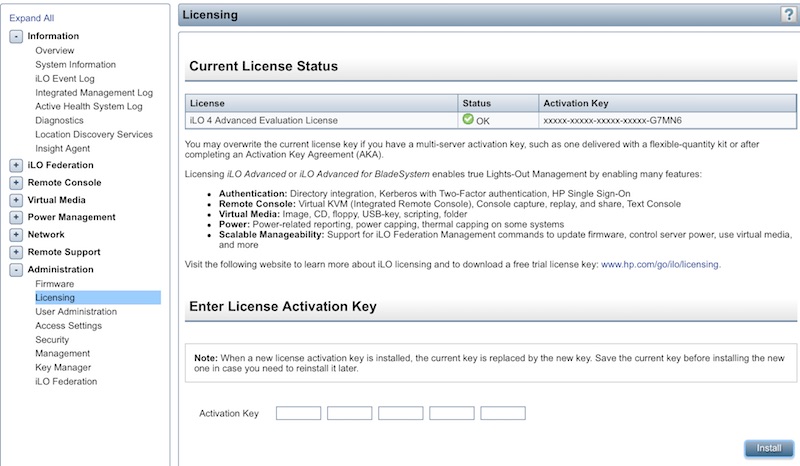 Expand All
- Information
Overview
System Information
iLO Event Log
Integrated Management Log
Active Health System Log
Diagnostics
Location Discovery Services
Insight Agent
+ iLO Federation
+ Remote Console
+ Virtual Media
+ Power Management
+ Network
+ Remote Support
- Administration
Firmware
Licensing
User Administration
Access Settings
Security
Management
Key Manager
iLO Federation
Licensing ?
Current License Status
License Status Activation Key
iLO 4 Advanced Evaluation License OK xxxxx-xxxxx-xxxxx-xxxxx-G7MN6
You may overwrite the current license key if you have a multi-server activation key, such as one delivered with a flexible-quantity kit or after
completing an Activation Key Agreement (AKA).
Licensing iLO Advanced or iLO Advanced for BladeSystem enables true Lights-Out Management by enabling many features:
• Authentication: Directory integration, Kerberos with Two-Factor authentication, HP Single Sign-On
• Remote Console: Virtual KVM (Integrated Remote Console), Console capture, replay, and share, Text Console
• Virtual Media: Image, CD, floppy, USB-key, scripting, folder
• Power: Power-related reporting, power capping, thermal capping on some systems
• Scalable Manageability: Support for iLO Federation Management commands to update firmware, control server power, use virtual media,
and more
Visit the following website to learn more about iLO licensing and to download a free trial license key: www.hp.com/go/ilo/licensing.
Enter License Activation Key
Note: When a new license activation key is installed, the current key is replaced by the new key. Save the current key before installing the new
one in case you need to reinstall it later.
Activation Key
Install